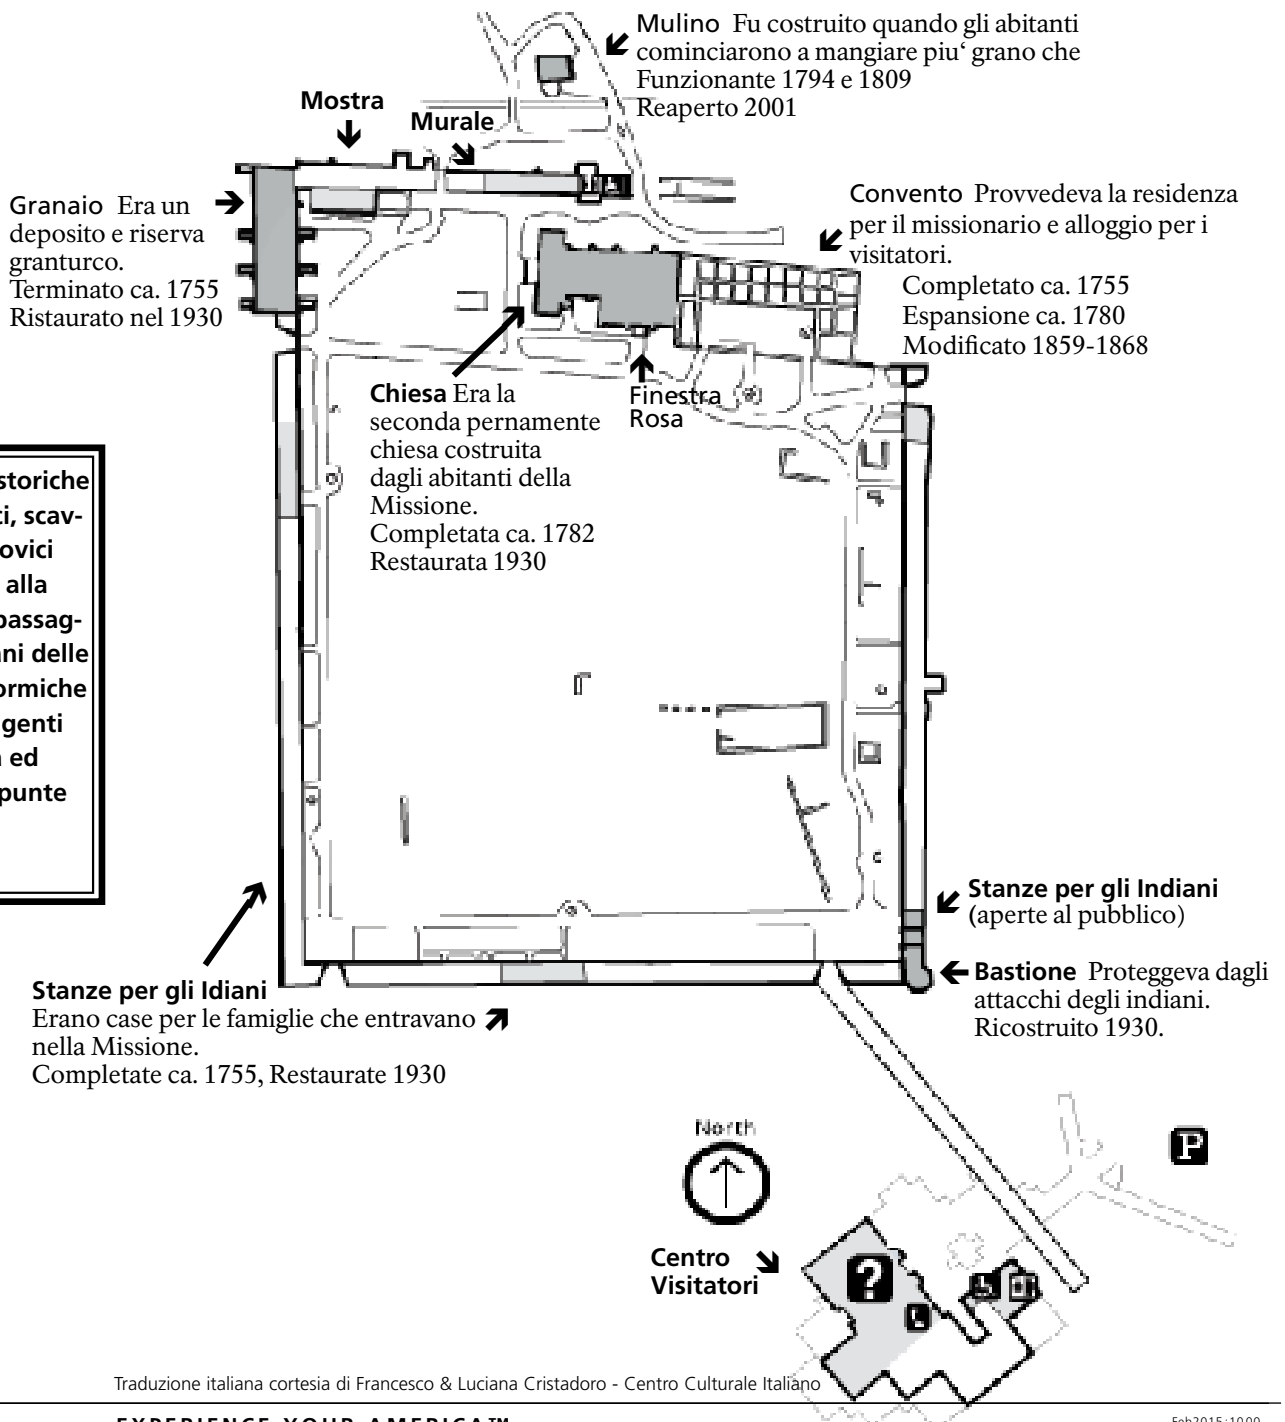 Mulino Fu costruito quando gli abitanti
cominciarono a mangiare piu‘ grano che
Funzionante 1794 e 1809
Reaperto 2001
Mostra
Murale
Granaio Era un
deposito e riserva
granturco.
Terminato ca. 1755
Ristaurato nel 1930
Convento Provvedeva la residenza
per il missionario e alloggio per i
visitatori.
Completato ca. 1755
Espansione ca. 1780
Modificato 1859-1868
Chiesa Era la
seconda pernamente
chiesa costruita
dagli abitanti della
Missione.
Completata ca. 1782
Restaurata 1930
Finestra
Rosa
storiche
ti, scav-
ovici
alla
passag-
ani delle
ormiche
genti
ed
punte
Stanze per gli Indiani
(aperte al pubblico)
Bastione Proteggeva dagli
attacchi degli indiani.
Ricostruito 1930.
Stanze per gli Idiani
Erano case per le famiglie che entravano
nella Missione.
Completate ca. 1755, Restaurate 1930
North
P
Centro
Visitatori
?
Traduzione italiana cortesia di Francesco & Luciana Cristadoro - Centro Culturale Italiano
EXPERIENCE YOUR AMERICA™
Feb2015:1000